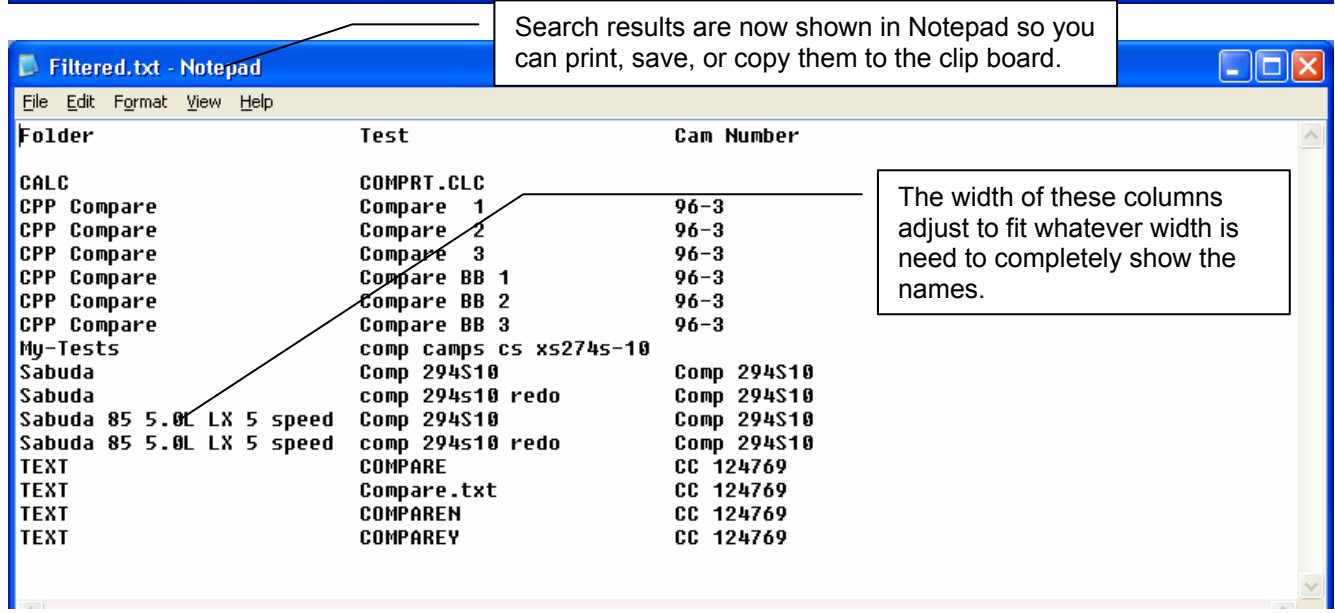 Search results are now shown in Notepad so you
can print, save, or copy them to the clip board.
Filtered.txt - Notepad
File Edit Format View Help
Folder Test Cam Number
CALC COMPRT.CLC
CPP Compare Compare 1 96-3
CPP Compare Compare 2 96-3
CPP Compare Compare 3 96-3
CPP Compare Compare BB 1 96-3
CPP Compare Compare BB 2 96-3
CPP Compare Compare BB 3 96-3
My-Tests comp camps cs xs274s-10
Sabuda Comp 294S10 Comp 294S10
Sabuda comp 294s10 redo Comp 294S10
Sabuda 85 5.0L LX 5 speed Comp 294S10 Comp 294S10
Sabuda 85 5.0L LX 5 speed comp 294s10 redo Comp 294S10
TEXT COMPARE CC 124769
TEXT Compare.txt CC 124769
TEXT COMPAREN CC 124769
TEXT COMPAREY CC 124769
The width of these columns
adjust to fit whatever width is
need to completely show the
names.